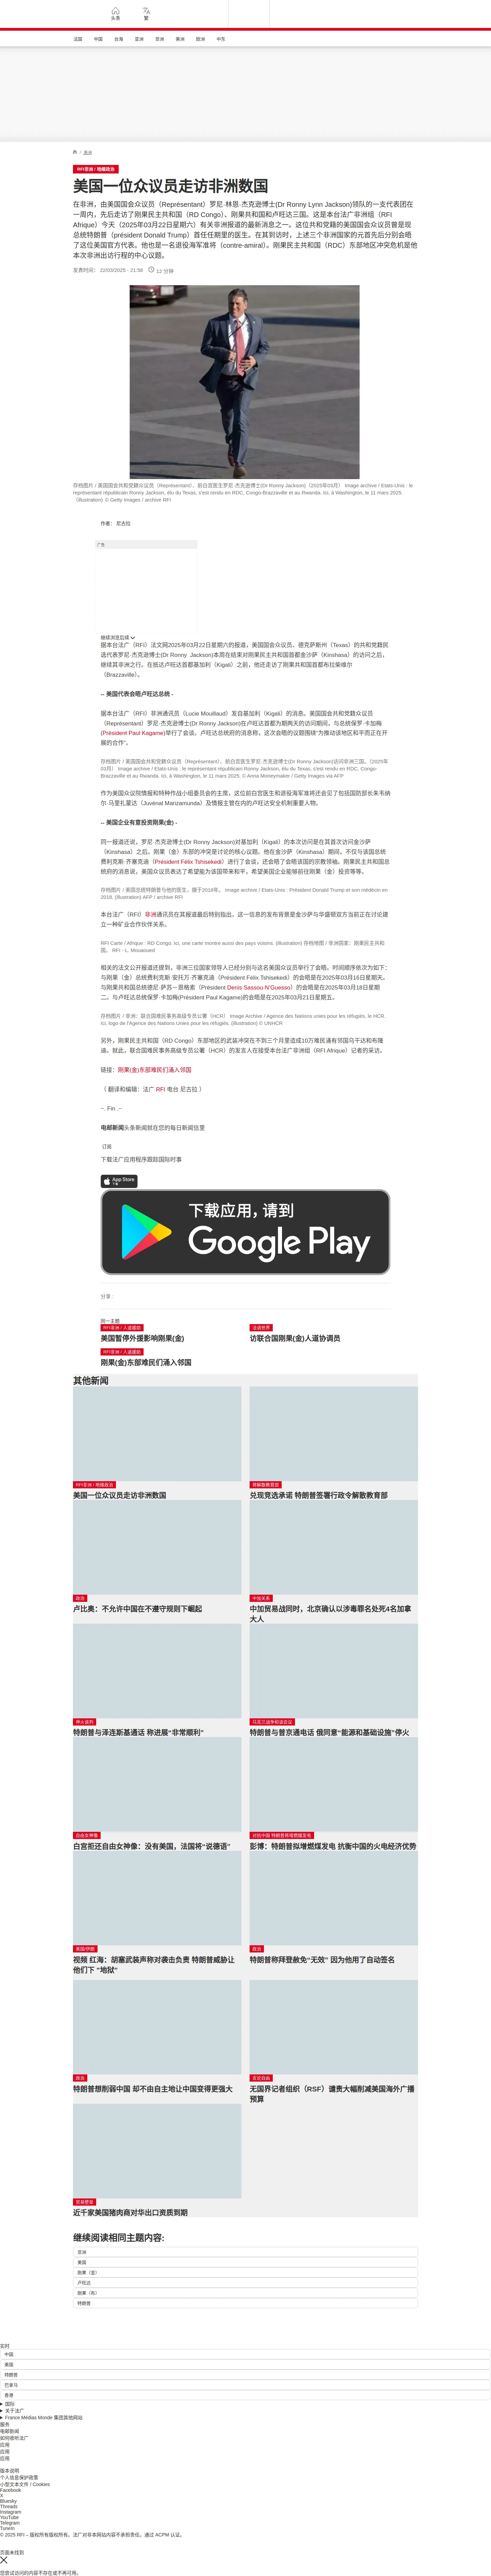 头条
繁
法国
中国
台海
亚洲
非洲
美洲
欧洲
中东
/ 美洲
RFI非洲 / 地缘政治
美国一位众议员走访非洲数国
在非洲，由美国国会众议员（Représentant）罗尼·林恩·杰克逊博士(Dr Ronny Lynn Jackson)领队的一支代表团在
一周内，先后走访了刚果民主共和国（RD Congo）、刚果共和国和卢旺达三国。这是本台法广非洲组（RFI
Afrique）今天（2025年03月22日星期六）有关非洲报道的最新消息之一。这位共和党籍的美国国会众议员曾是现
总统特朗普（président Donald Trump）首任任期里的医生。在其到访时，上述三个非洲国家的元首先后分别会晤
了这位美国官方代表。他也是一名退役海军准将（contre-amiral）。刚果民主共和国（RDC）东部地区冲突危机是他
本次非洲出访行程的中心议题。
发表时间： 22/03/2025 - 21:58
12 分钟
存档图片 / 美国国会共和党籍众议员（Représentant）、前白宫医生罗尼·杰克逊博士(Dr Ronny Jackson)（2025年03月） Image archive / Etats-Unis : le
représentant républicain Ronny Jackson, élu du Texas, s'est rendu en RDC, Congo-Brazzaville et au Rwanda. Ici, à Washington, le 11 mars 2025.
（illustration) © Getty Images / archive RFI
作者： 尼古拉
广告
继续浏览后续
据本台法广（RFI）法文网2025年03月22日星期六的报道，美国国会众议员、德克萨斯州（Texas）的共和党籍民
选代表罗尼·杰克逊博士(Dr Ronny Jackson)本周在结束对刚果民主共和国首都金沙萨（Kinshasa）的访问之后，
继续其非洲之行。在抵达卢旺达首都基加利（Kigali）之前，他还走访了刚果共和国首都布拉柴维尔
（Brazzaville）。
-- 美国代表会晤卢旺达总统 -
据本台法广（RFI）非洲通讯员（Lucie Mouillaud）发自基加利（Kigali）的消息。美国国会共和党籍众议员
（Représentant）罗尼·杰克逊博士(Dr Ronny Jackson)在卢旺达首都为期两天的访问期间，与总统保罗·卡加梅
(Président Paul Kagame)举行了会谈。卢旺达总统府的消息称，这次会晤的议题围绕“为推动该地区和平而正在开
展的合作”。
存档图片 / 美国国会共和党籍众议员（Représentant）、前白宫医生罗尼·杰克逊博士(Dr Ronny Jackson)访问非洲三国。（2025年
03月） Image archive / Etats-Unis : le représentant républicain Ronny Jackson, élu du Texas, s'est rendu en RDC, Congo-
Brazzaville et au Rwanda. Ici, à Washington, le 11 mars 2025. © Anna Moneymaker / Getty Images via AFP
作为美国众议院情报和特种作战小组委员会的主席，这位前白宫医生和退役海军准将还会见了包括国防部长朱韦纳
尔·马里扎蒙达（Juvénal Marizamunda）及情报主管在内的卢旺达安全机制重要人物。
-- 美国企业有意投资刚果(金) -
同一报道还说，罗尼·杰克逊博士(Dr Ronny Jackson)对基加利（Kigali）的本次访问是在其首次访问金沙萨
（Kinshasa）之后。刚果（金）东部的冲突是讨论的核心议题。他在金沙萨（Kinshasa）期间，不仅与该国总统
费利克斯·齐塞克迪（Président Félix Tshisekedi）进行了会谈，还会晤了会晤该国的宗教领袖。刚果民主共和国总
统府的消息说，美国众议员表达了希望能为该国带来和平，希望美国企业能够前往刚果（金）投资等等。
存档图片 / 美国总统特朗普与他的医生，摄于2018年。 Image archive / Etats-Unis : Président Donald Trump et son médécin en
2018. (illustration) AFP / archive RFI
本台法广（RFI）非洲通讯员在其报道最后特别指出，这一信息的发布背景是金沙萨与华盛顿双方当前正在讨论建
立一种矿业合作伙伴关系。
RFI Carte / Afrique : RD Congo. Ici, une carte montre aussi des pays voisins. (Illustration) 存档地图 / 非洲国家：刚果民主共和
国。 RFI - L. Mouaoued
相关的法文公开报道还提到，非洲三位国家领导人已经分别与这名美国众议员举行了会晤。时间顺序依次为如下：
与刚果（金）总统费利克斯·安托万·齐塞克迪（Président Félix Tshisekedi）的会晤是在2025年03月16日星期天。
与刚果共和国总统德尼·萨苏－恩格索（Président Denis Sassou-N'Guesso）的会晤是在2025年03月18日星期
二。与卢旺达总统保罗·卡加梅(Président Paul Kagame)的会晤是在2025年03月21日星期五。
存档图片 / 非洲：联合国难民事务高级专员公署（HCR） Image Archive / Agence des Nations unies pour les réfugiés, le HCR.
Ici, logo de l'Agence des Nations Unies pour les réfugiés. (illustration) © UNHCR
另外，刚果民主共和国（RD Congo）东部地区的武装冲突在不到三个月里造成10万难民涌有邻国乌干达和布隆
迪。就此，联合国难民事务高级专员公署（HCR）的发言人在接受本台法广非洲组（RFI Afrique）记者的采访。
链接：刚果(金)东部难民们涌入邻国
（ 翻译和编辑：法广 RFI 电台 尼古拉 ）
~. Fin .~
电邮新闻头条新闻就在您的每日新闻信里
订阅
下载法广应用程序跟踪国际时事
App Store
下载
下载应用，请到
Google Play
分享 :
同一主题
RFI非洲 / 人道援助
美国暂停外援影响刚果(金)
法语世界
访联合国刚果(金)人道协调员
RFI非洲 / 人道援助
刚果(金)东部难民们涌入邻国
其他新闻
RFI非洲 / 地缘政治
美国一位众议员走访非洲数国
将解散教育部
兑现竞选承诺 特朗普签署行政令解散教育部
政治
卢比奥：不允许中国在不遵守规则下崛起
中加关系
中加贸易战同时，北京确认以涉毒罪名处死4名加拿
大人
停火谈判
特朗普与泽连斯基通话 称进展“非常顺利”
乌克兰战争和谈会议
特朗普与普京通电话 俄同意“能源和基础设施”停火
自由女神像
白宫拒还自由女神像：没有美国，法国将“说德语”
对抗中国 特朗普将增燃煤发电
彭博：特朗普拟增燃煤发电 抗衡中国的火电经济优势
美国/伊朗
视频 红海：胡塞武装声称对袭击负责 特朗普威胁让
他们下 “地狱”
政治
特朗普称拜登赦免“无效” 因为他用了自动签名
政治
特朗普想削弱中国 却不由自主地让中国变得更强大
言论自由
无国界记者组织（RSF）谴责大幅削减美国海外广播
预算
贸易壁垒
近千家美国猪肉商对华出口资质到期
继续阅读相同主题内容:
非洲
美国
刚果（金）
卢旺达
刚果（布）
特朗普
实时
中国
美国
特朗普
巴拿马
香港
国际
关于法广
France Médias Monde 集团其他网站
服务
电邮新闻
如何收听法广
应用
应用
应用
版本说明
个人信息保护政策
小型文本文件 / Cookies
Facebook
X
Bluesky
Threads
Instagram
YouTube
Telegram
TuneIn
© 2025 RFI – 版权所有版权所有。法广对非本网站内容不承担责任。通过 ACPM 认证。
页面未找到
您尝试访问的内容不存在或不再可用。